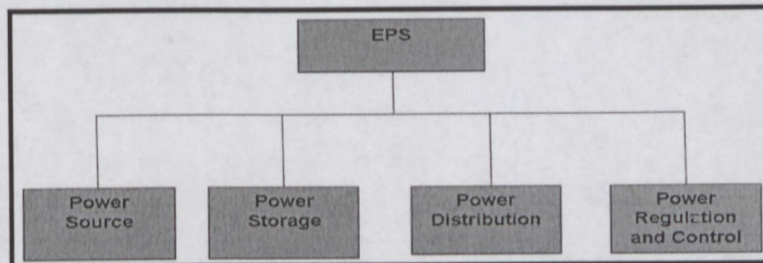 EPS
Power
Source
Power
Storage
Power
Distribution
Power
Regulation
and Control